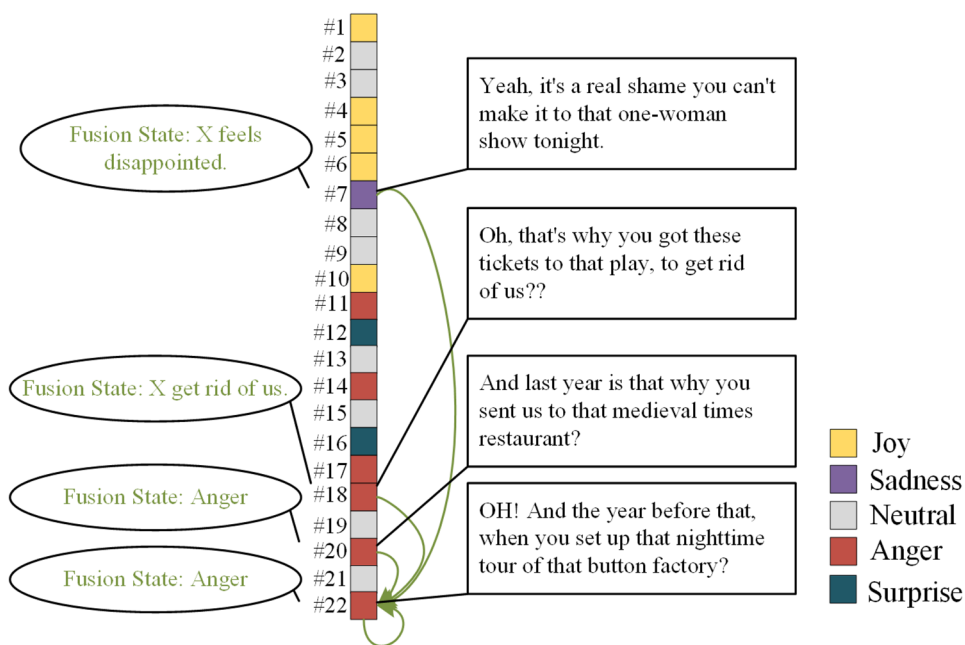 #1
#2
#3
#4
#5
#6
#7
#8
#9
#10
#11
#12
#13
#14
#15
#16
#17
#18
#19
#20
#21
#22
Fusion State: X feels
disappointed.
Fusion State: X get rid of us.
Fusion State: Anger
Fusion State: Anger
Yeah, it's a real shame you can't
make it to that one-woman
show tonight.
Oh, that's why you got these
tickets to that play, to get rid
of us??
And last year is that why you
sent us to that medieval times
restaurant?
OH! And the year before that,
when you set up that nighttime
tour of that button factory?
Joy
Sadness
Neutral
Anger
Surprise